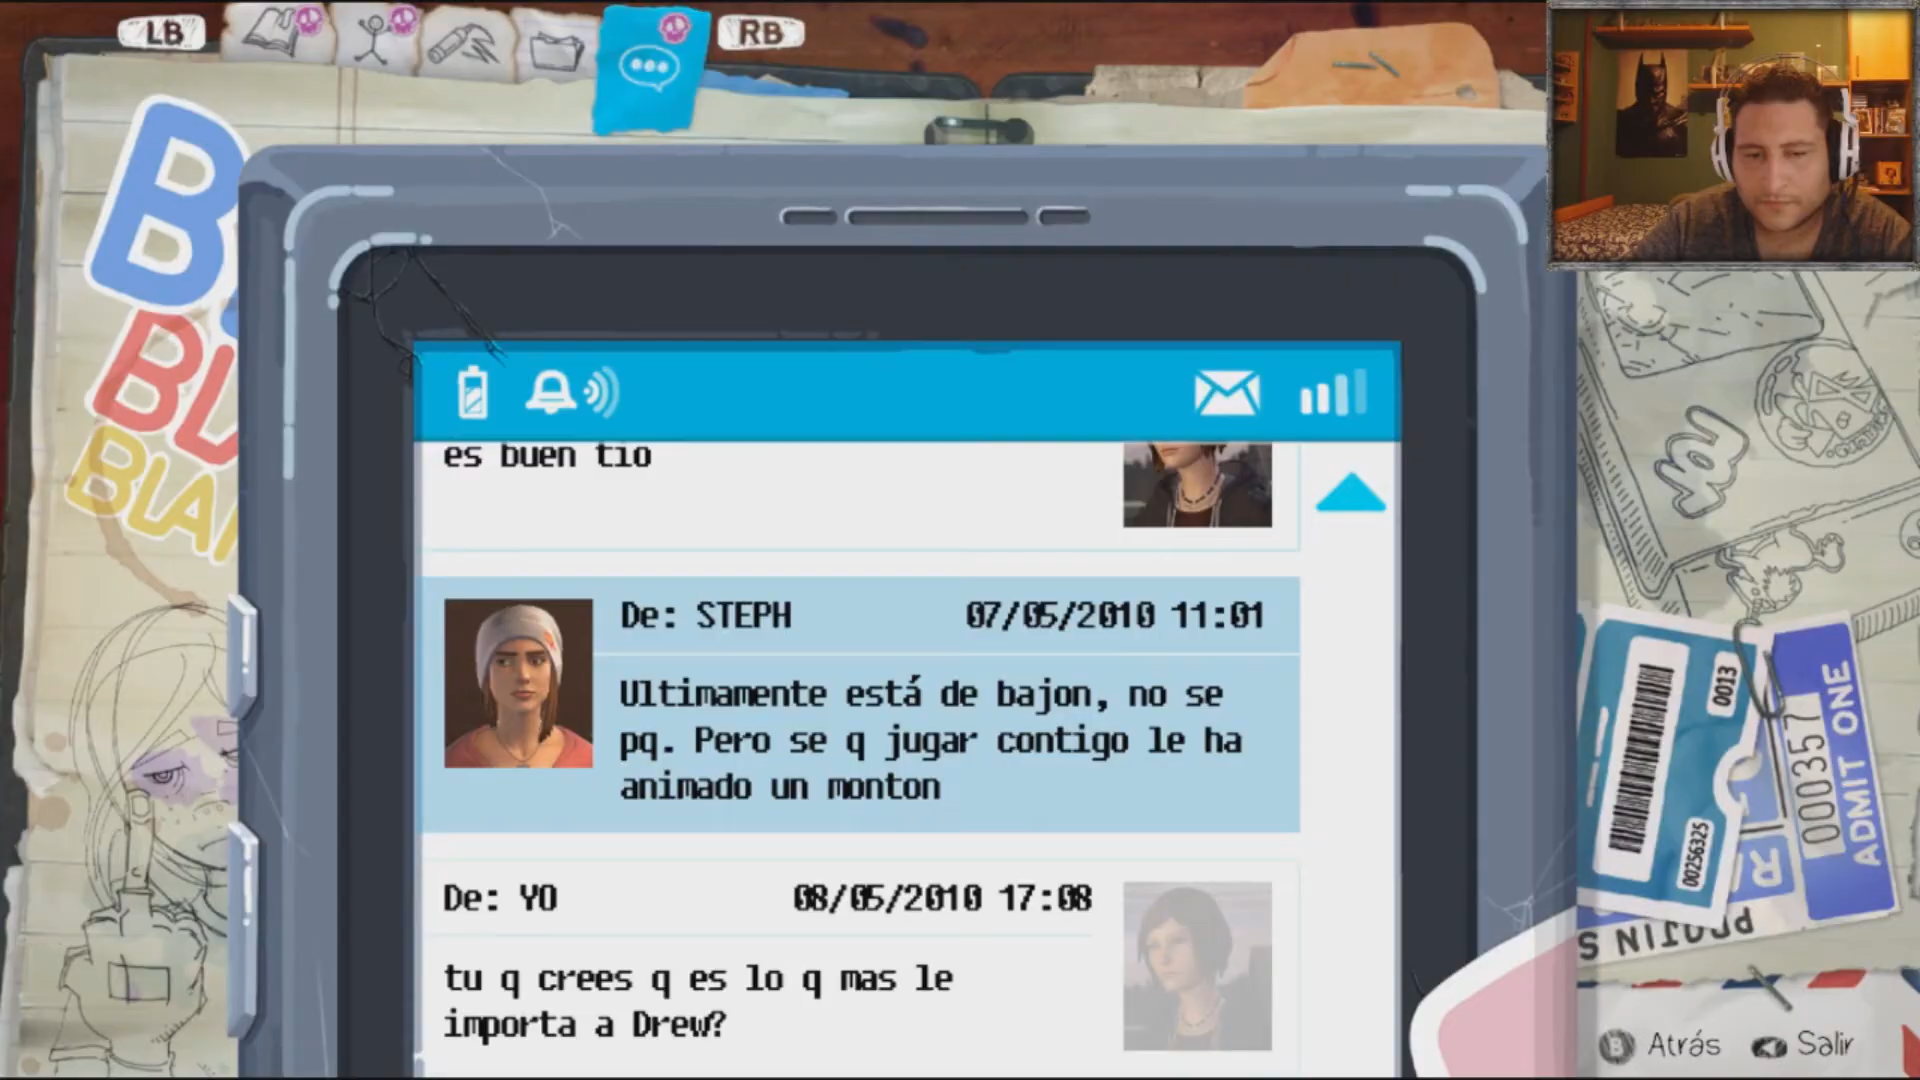 LB
RB
BLA
BLA
es buen tio
De: STEPH
07/05/2010 11:01
Ultimamente está de bajon, no se
pq. Pero se q jugar contigo le ha
animado un monton
De: YO
08/05/2010 17:08
tu q crees q es lo q mas le
importa a Drew?
0013
00256325
000357
ADMIT ONE
B Atrás
Salir